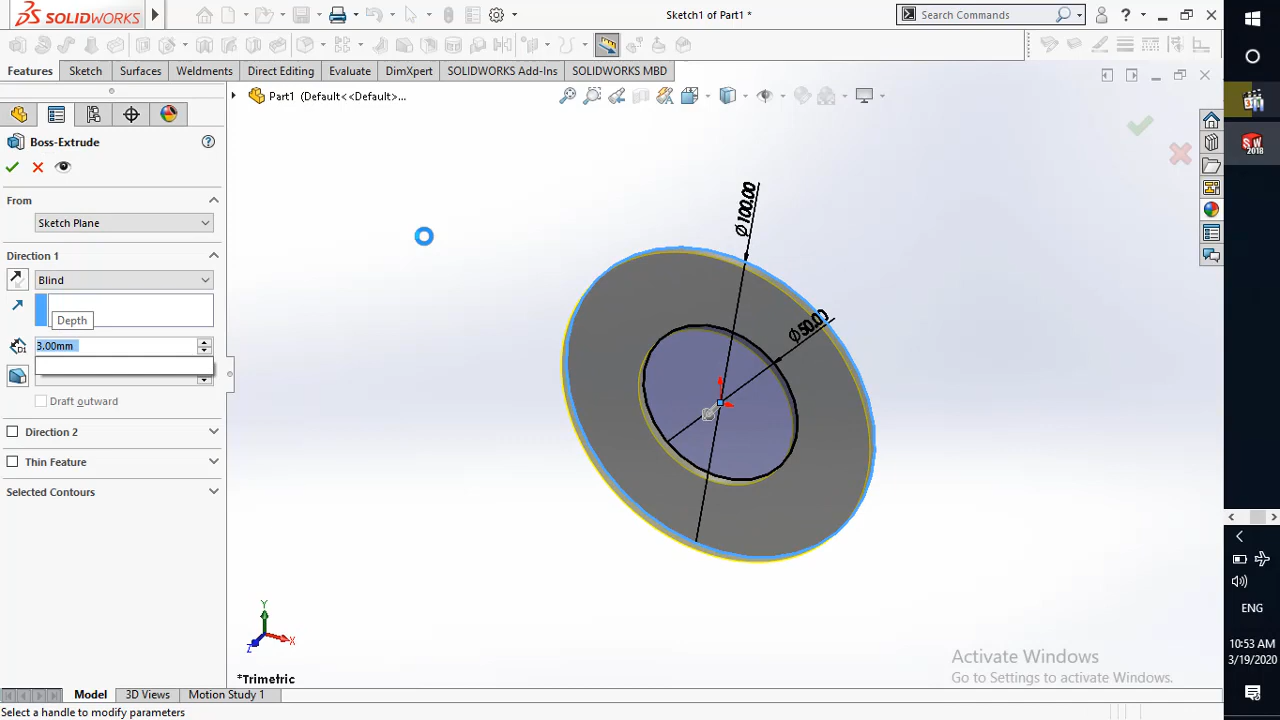 SOLIDWORKS
Sketch1 of Part1 *
Search Commands
?
Features
Sketch
Surfaces
Weldments
Direct Editing
Evaluate
DimXpert
SOLIDWORKS Add-Ins
SOLIDWORKS MBD
Part1 (Default<<Default>...
Boss-Extrude
?
From
Sketch Plane
Direction 1
Blind
Depth
3.00mm
Draft outward
Direction 2
Thin Feature
Selected Contours
Ø100.00
Ø50.00
Y
X
Z
*Trimetric
Activate Windows
Go to Settings to activate Windows.
Model
3D Views
Motion Study 1
Select a handle to modify parameters
SW
2018
ENG
10:53 AM
3/19/2020